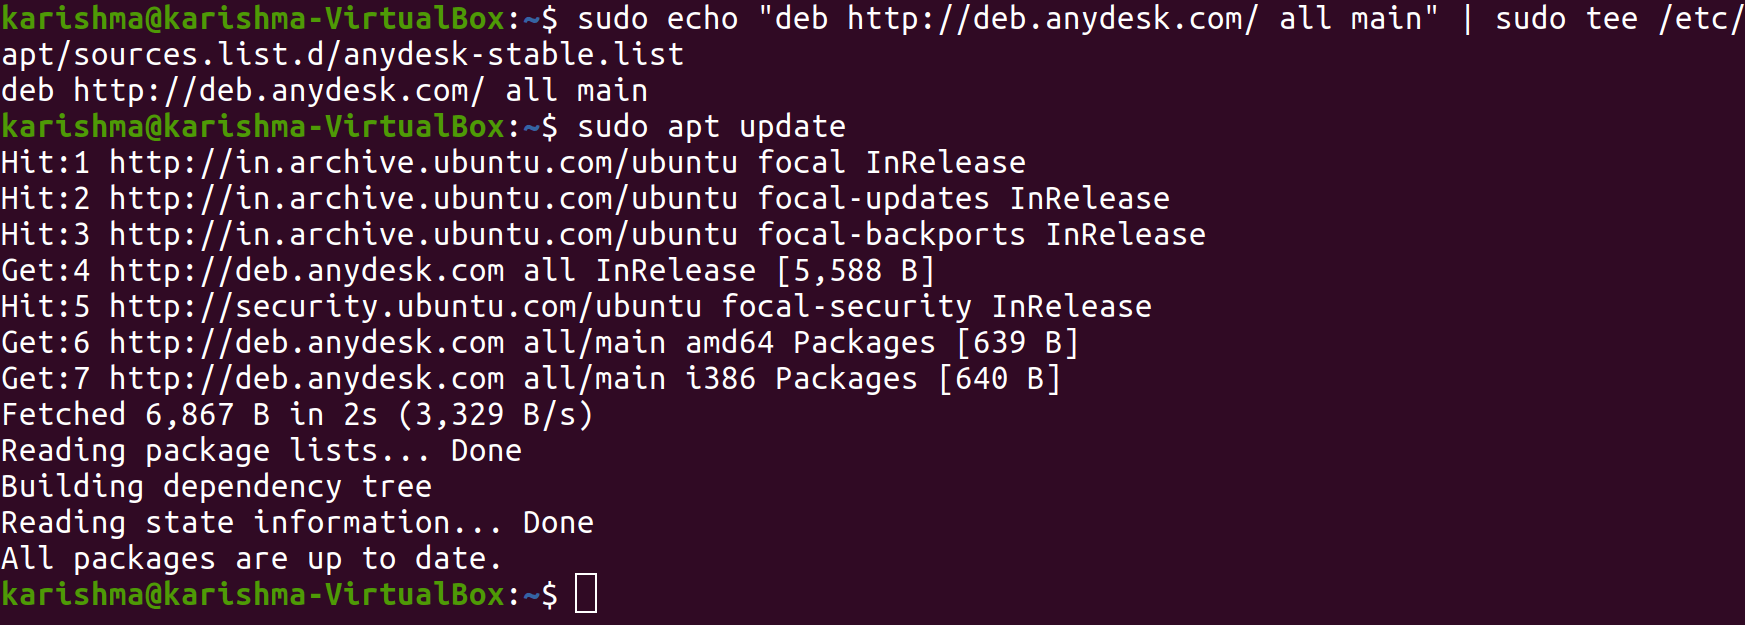 karishma@karishma-VirtualBox:~$ sudo echo "deb http://deb.anydesk.com/ all main" | sudo tee /etc/
apt/sources.list.d/anydesk-stable.list
deb http://deb.anydesk.com/ all main
karishma@karishma-VirtualBox:~$ sudo apt update
Hit:1 http://in.archive.ubuntu.com/ubuntu focal InRelease
Hit:2 http://in.archive.ubuntu.com/ubuntu focal-updates InRelease
Hit:3 http://in.archive.ubuntu.com/ubuntu focal-backports InRelease
Get:4 http://deb.anydesk.com all InRelease [5,588 B]
Hit:5 http://security.ubuntu.com/ubuntu focal-security InRelease
Get:6 http://deb.anydesk.com all/main amd64 Packages [639 B]
Get:7 http://deb.anydesk.com all/main i386 Packages [640 B]
Fetched 6,867 B in 2s (3,329 B/s)
Reading package lists... Done
Building dependency tree
Reading state information... Done
All packages are up to date.
karishma@karishma-VirtualBox:~$